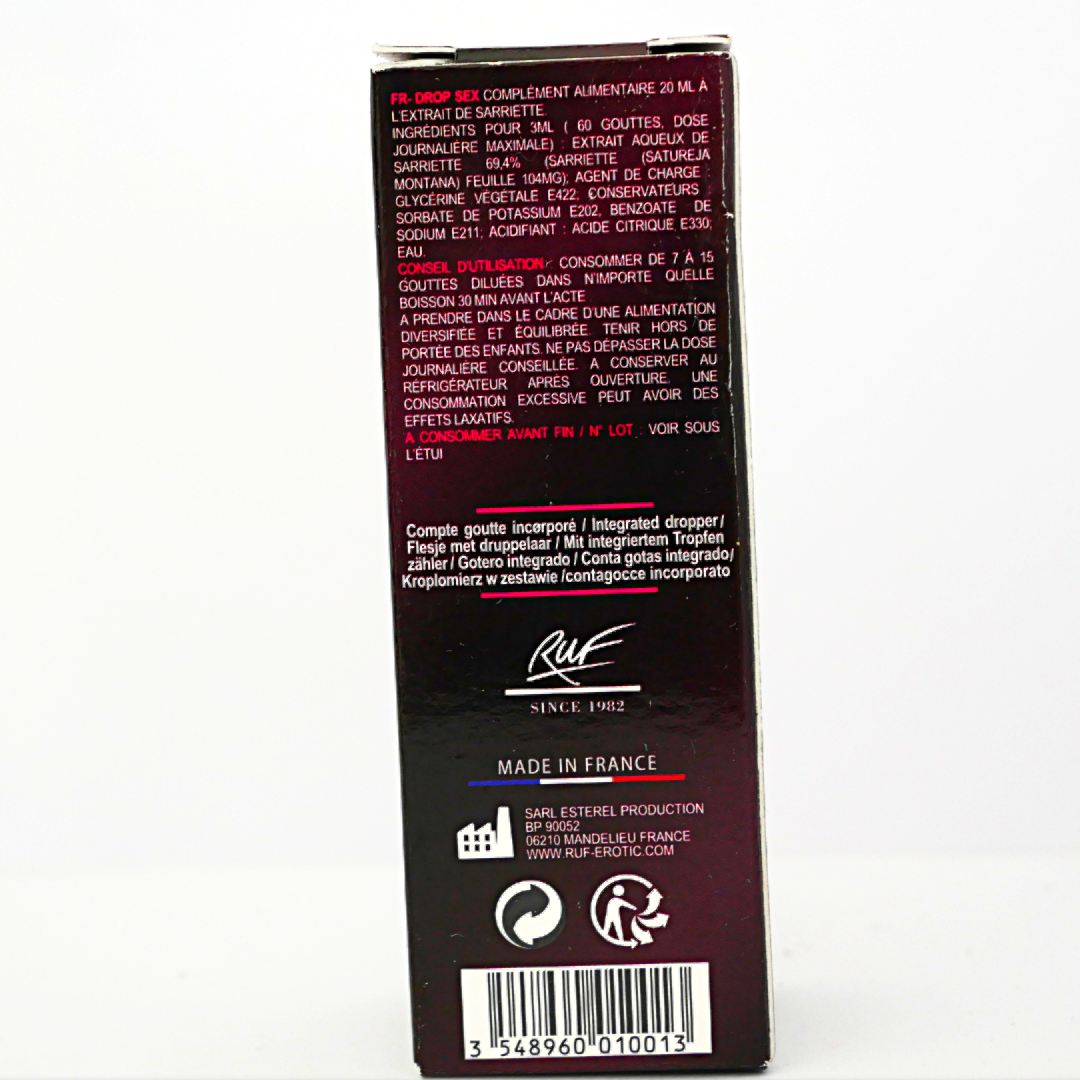 FR- DROP SEX COMPLÉMENT ALIMENTAIRE 20 ML À
L'EXTRAIT DE SARRIETTE
INGRÉDIENTS POUR 3ML ( 60 GOUTTES, DOSE
JOURNALIÈRE MAXIMALE) : EXTRAIT AQUEUX DE
SARRIETTE 69,4% (SARRIETTE (SATUREJA
MONTANA) FEUILLE 104MG); AGENT DE CHARGE :
GLYCÉRINE VÉGÉTALE E422; CONSERVATEURS :
SORBATE DE POTASSIUM E202, BENZOATE DE
SODIUM E211; ACIDIFIANT : ACIDE CITRIQUE E330;
EAU.
CONSEIL D'UTILISATION : CONSOMMER DE 7 À 15
GOUTTES DILUÉES DANS N'IMPORTE QUELLE
BOISSON 30 MIN AVANT L'ACTE
A PRENDRE DANS LE CADRE D'UNE ALIMENTATION
DIVERSIFIÉE ET ÉQUILIBRÉE. TENIR HORS DE
PORTÉE DES ENFANTS. NE PAS DÉPASSER LA DOSE
JOURNALIÈRE CONSEILLÉE. A CONSERVER AU
RÉFRIGÉRATEUR APRÈS OUVERTURE. UNE
CONSOMMATION EXCESSIVE PEUT AVOIR DES
EFFETS LAXATIFS.
A CONSOMMER AVANT FIN / N° LOT : VOIR SOUS
L'ÉTUI
Compte goutte incorporé / Integrated dropper /
Flesje met druppelaar / Mit integriertem Tropfen
zähler / Gotero integrado / Conta gotas integrado/
Kroplomierz w zestawie /contagocce incorporato
RUF
SINCE 1982
MADE IN FRANCE
SARL ESTEREL PRODUCTION
BP 90052
06210 MANDELIEU FRANCE
WWW.RUF-EROTIC.COM
3 548960 010013